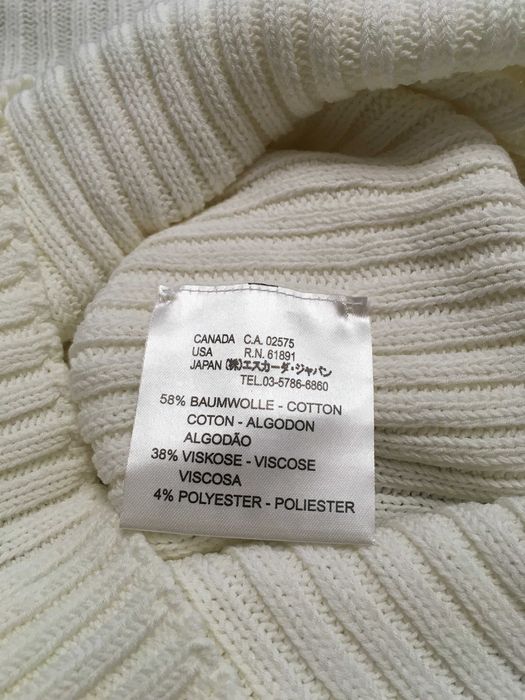 CANADA C.A. 02575
USA R.N. 61891
JAPAN (株)エスカーダ・ジャパン
TEL.03-5786-6860
58% BAUMWOLLE - COTTON
COTON - ALGODON
ALGODÃO
38% VISKOSE - VISCOSE
VISCOSA
4% POLYESTER - POLIESTER